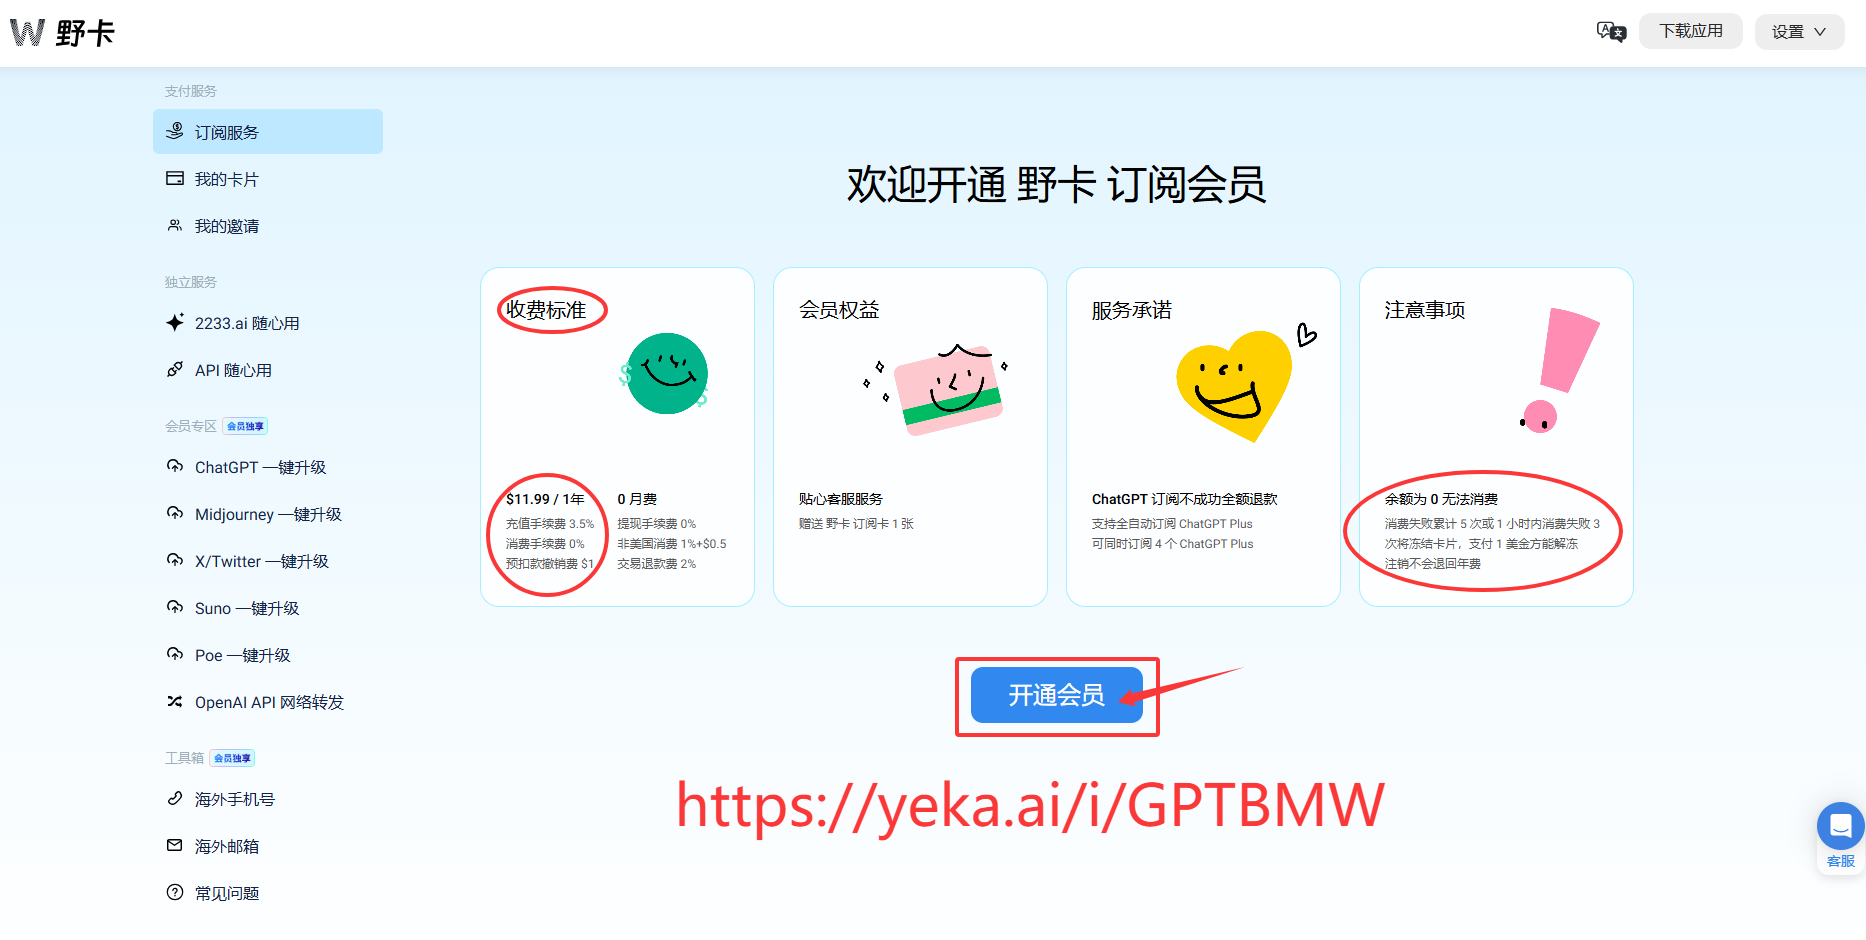 W 野卡
下载应用
设置
支付服务
订阅服务
我的卡片
我的邀请
独立服务
2233.ai 随心用
API 随心用
会员专区 会员独享
ChatGPT 一键升级
Midjourney 一键升级
X/Twitter 一键升级
Suno 一键升级
Poe 一键升级
OpenAI API 网络转发
工具箱 会员独享
海外手机号
海外邮箱
常见问题
欢迎开通 野卡 订阅会员
收费标准
$11.99 / 1年
充值手续费 3.5%
消费手续费 0%
预扣款撤销费 $1
0 月费
提现手续费 0%
非美国消费 1%+$0.5
交易退款费 2%
会员权益
贴心客服服务
赠送 野卡 订阅卡 1 张
服务承诺
ChatGPT 订阅不成功全额退款
支持全自动订阅 ChatGPT Plus
可同时订阅 4 个 ChatGPT Plus
注意事项
余额为 0 无法消费
消费失败累计 5 次或 1 小时内消费失败 3
次将冻结卡片，支付 1 美金方能解冻
注销不会退回年费
开通会员
https://yeka.ai/i/GPTBMW
客服